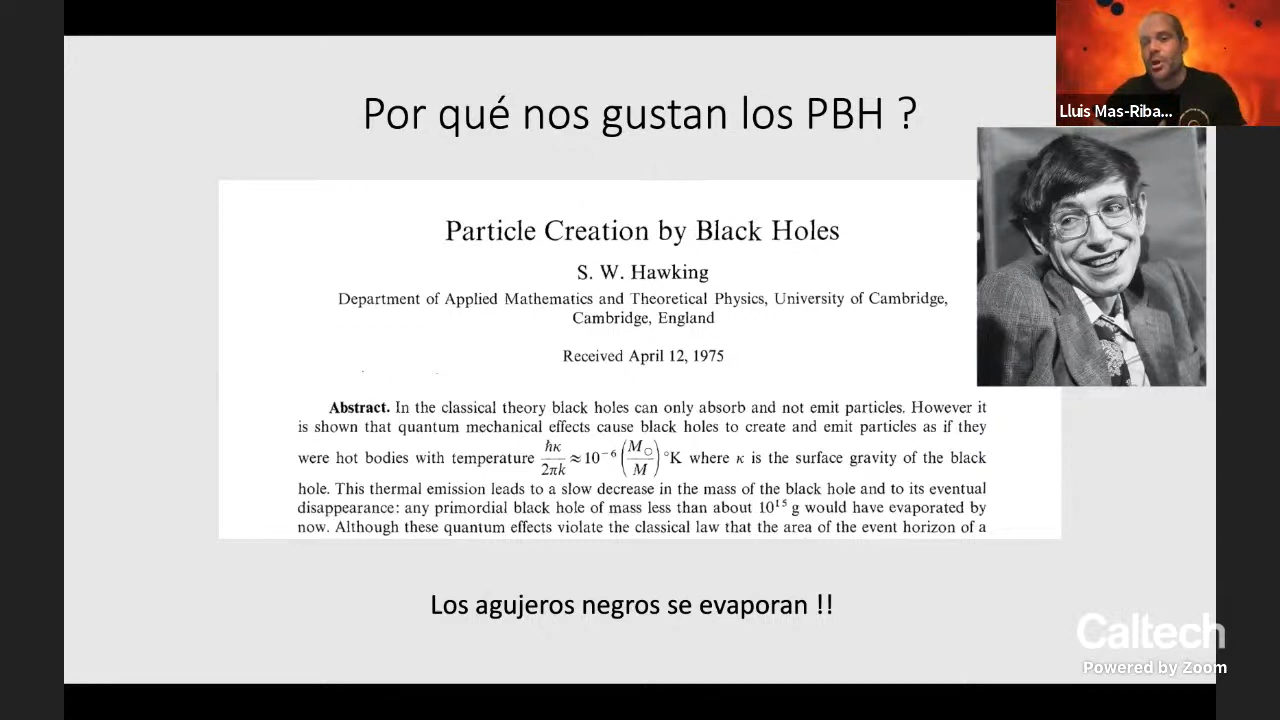 Por qué nos gustan los PBH ?
Lluis Mas-Riba...
Particle Creation by Black Holes
S. W. Hawking
Department of Applied Mathematics and Theoretical Physics, University of Cambridge,
Cambridge, England
Received April 12, 1975
Abstract. In the classical theory black holes can only absorb and not emit particles. However it
is shown that quantum mechanical effects cause black holes to create and emit particles as if they
were hot bodies with temperature ħκ/2πk ≈ 10⁻⁶ (M☉/M) °K where κ is the surface gravity of the black
hole. This thermal emission leads to a slow decrease in the mass of the black hole and to its eventual
disappearance: any primordial black hole of mass less than about 10¹⁵ g would have evaporated by
now. Although these quantum effects violate the classical law that the area of the event horizon of a
Los agujeros negros se evaporan !!
Caltech
Powered by Zoom